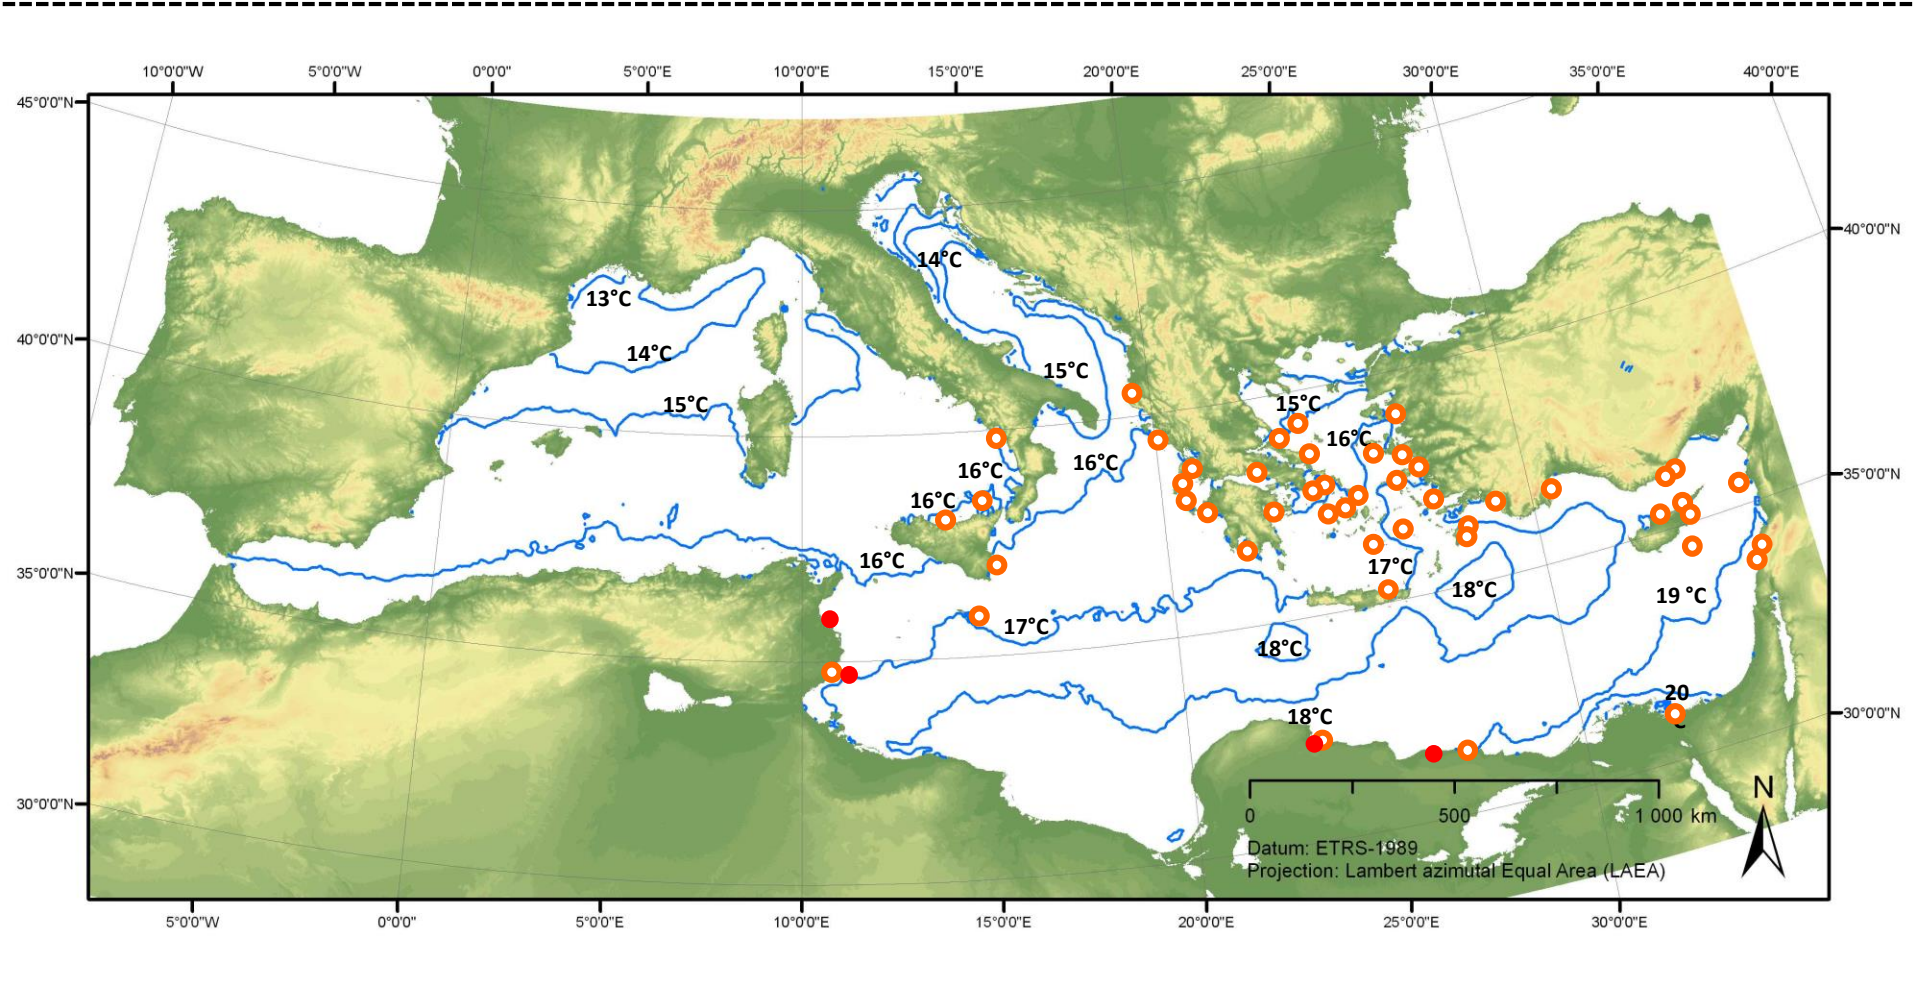 10°0'0"W 5°0'0"W 0°0'0" 5°0'0"E 10°0'0"E 15°0'0"E 20°0'0"E 25°0'0"E 30°0'0"E 35°0'0"E 40°0'0"E
45°0'0"N
40°0'0"N
14°C
13°C
40°0'0"N
14°C
15°C
15°C
15°C
16°C
16°C
16°C
35°0'0"N
16°C
16°C
35°0'0"N
17°C
18°C
19 °C
17°C
18°C
20
C
18°C
30°0'0"N
30°0'0"N
N
0 500 1 000 km
Datum: ETRS-1989
Projection: Lambert azimutal Equal Area (LAEA)
5°0'0"W 0°0'0" 5°0'0"E 10°0'0"E 15°0'0"E 20°0'0"E 25°0'0"E 30°0'0"E